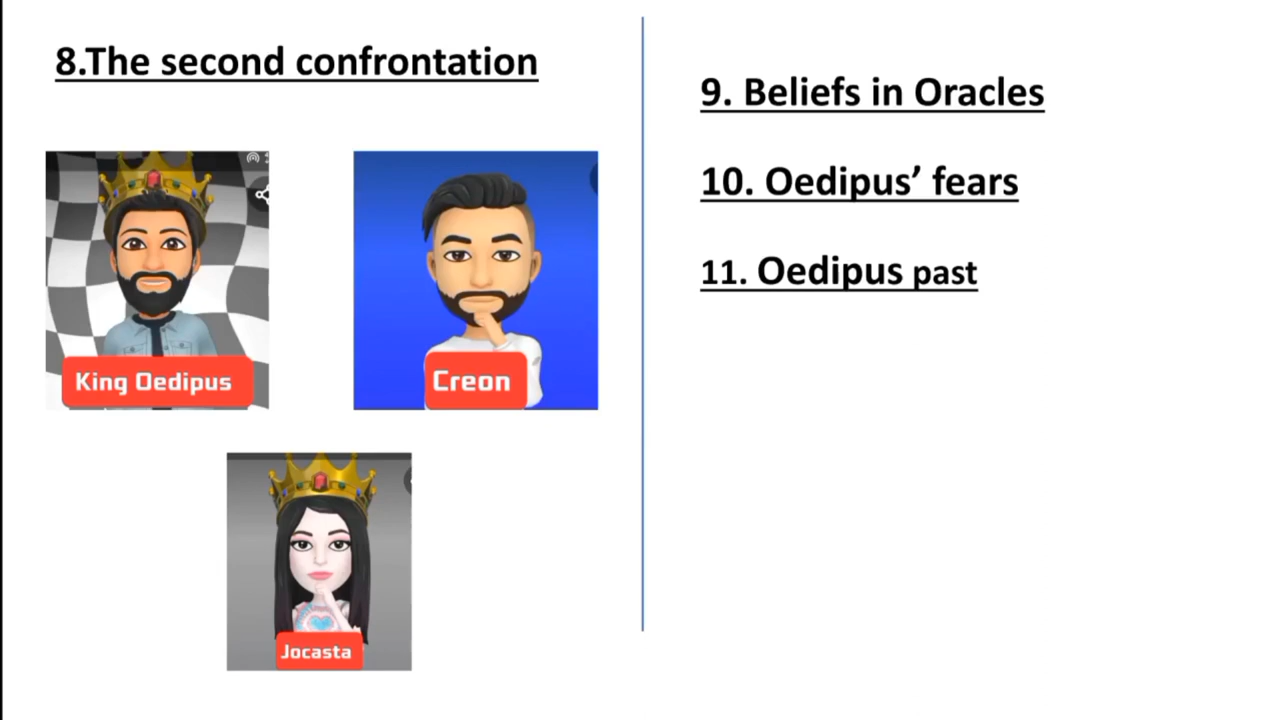 8.The second confrontation
King Oedipus
Creon
Jocasta
9. Beliefs in Oracles
10. Oedipus’ fears
11. Oedipus past